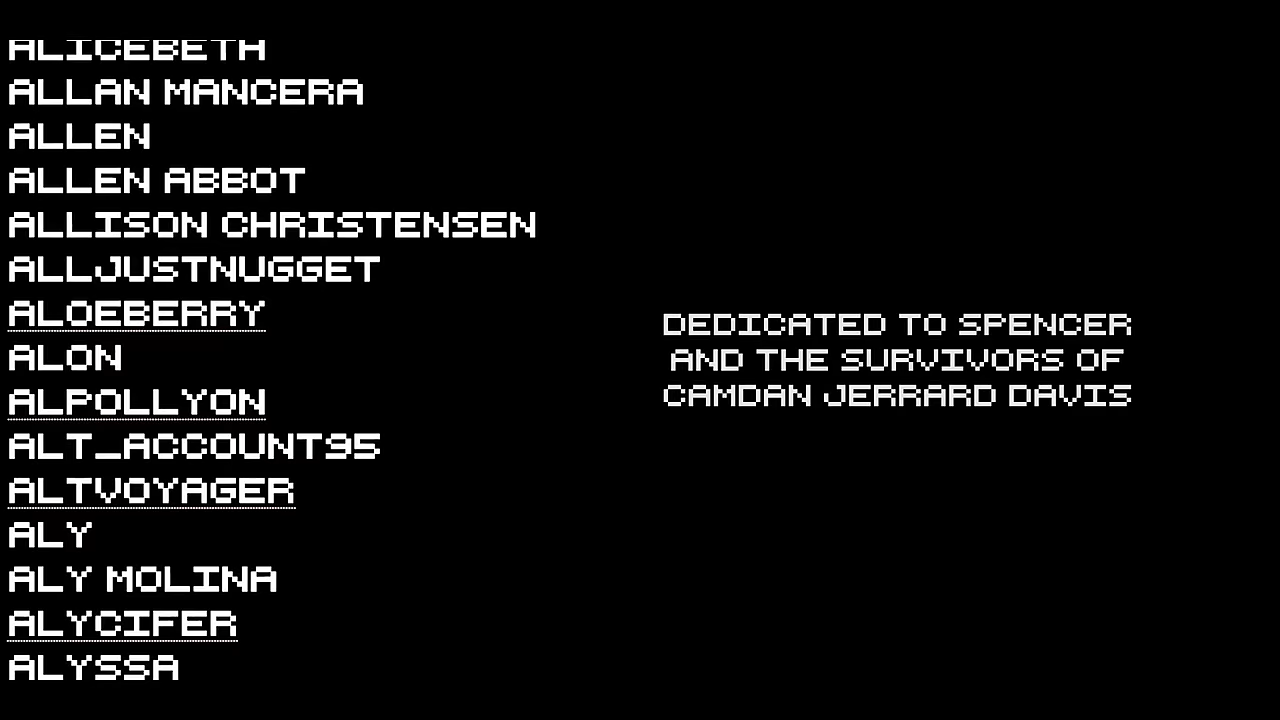 ALICEBETH
ALLAN MANCERA
ALLEN
ALLEN ABBOT
ALLISON CHRISTENSEN
ALLJUSTNUGGET
ALOEBERRY
ALON
ALPOLLYON
ALT_ACCOUNT95
ALTVOYAGER
ALY
ALY MOLINA
ALYCIFER
ALYSSA
DEDICATED TO SPENCER
AND THE SURVIVORS OF
CAMDAN JERRARD DAVIS